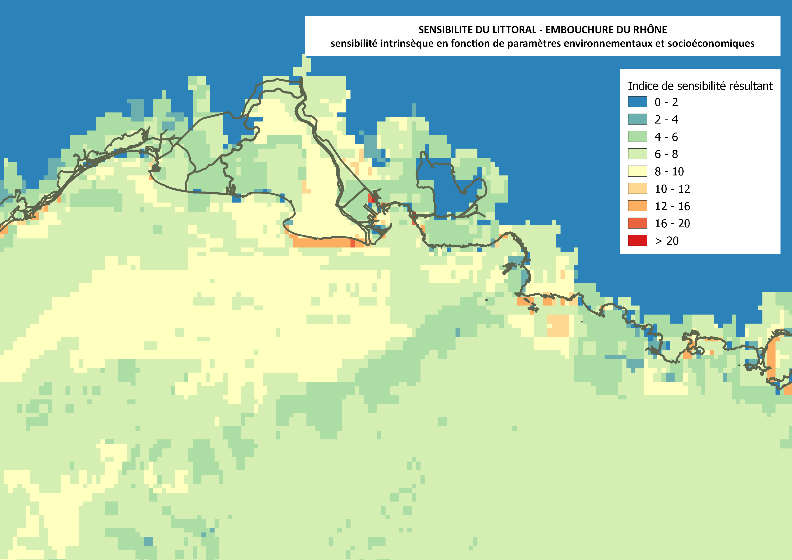 SENSIBILITE DU LITTORAL - EMBOUCHURE DU RHÔNE
sensibilité intrinsèque en fonction de paramètres environnementaux et socioéconomiques
Indice de sensibilité résultant
0 - 2
2 - 4
4 - 6
6 - 8
8 - 10
10 - 12
12 - 16
16 - 20
> 20